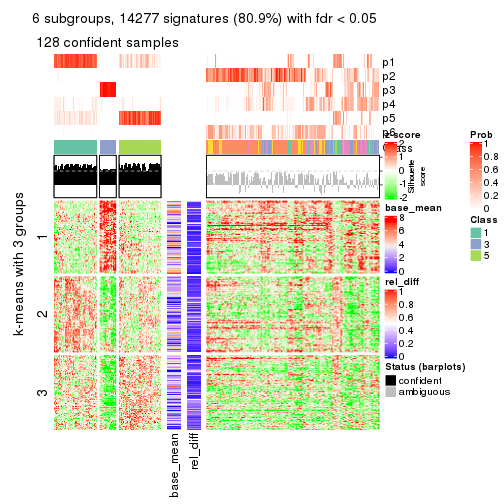 6 subgroups, 14277 signatures (80.9%) with fdr < 0.05
128 confident samples
p1
p2
p3
p4
p5
p6
Class
z-score
2
1
0
-1
-2
Silhouette
score
Prob
1
0.8
0.6
0.4
0.2
0
Class
1
3
5
base_mean
8
6
4
2
0
rel_diff
1
0.8
0.6
0.4
0.2
0
Status (barplots)
confident
ambiguous
k-means with 3 groups
1
2
3
base_mean
rel_diff